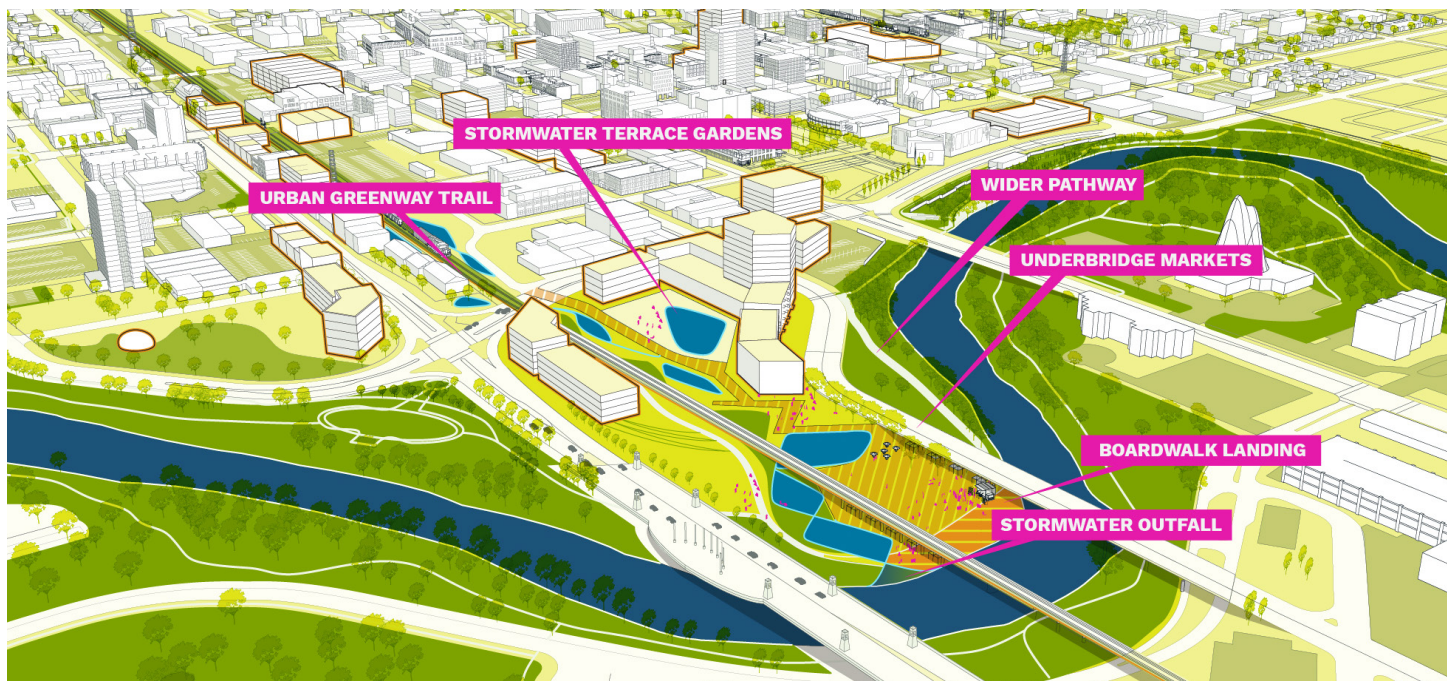 STORMWATER TERRACE GARDENS
URBAN GREENWAY TRAIL
WIDER PATHWAY
UNDERBRIDGE MARKETS
BOARDWALK LANDING
STORMWATER OUTFALL